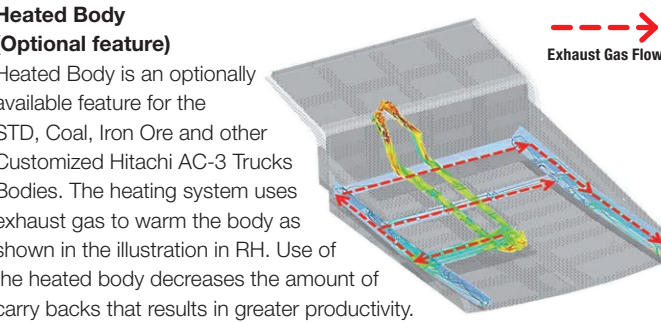 Heated Body
(Optional feature)
Heated Body is an optionally
available feature for the
STD, Coal, Iron Ore and other
Customized Hitachi AC-3 Trucks
Bodies. The heating system uses
exhaust gas to warm the body as
shown in the illustration in RH. Use of
the heated body decreases the amount of
carry backs that results in greater productivity.
Exhaust Gas Flow